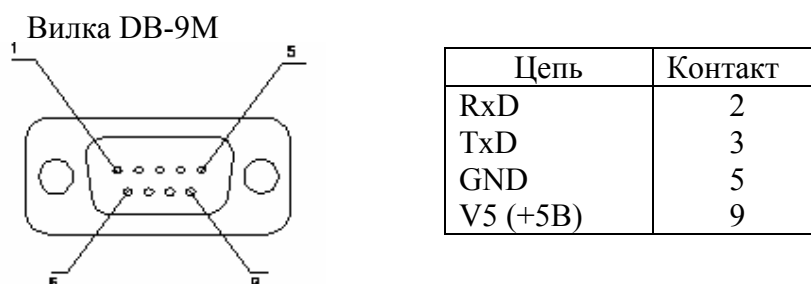 Вилка DB-9M
1
5
6
9
Цепь Контакт
RxD 2
TxD 3
GND 5
V5 (+5В) 9